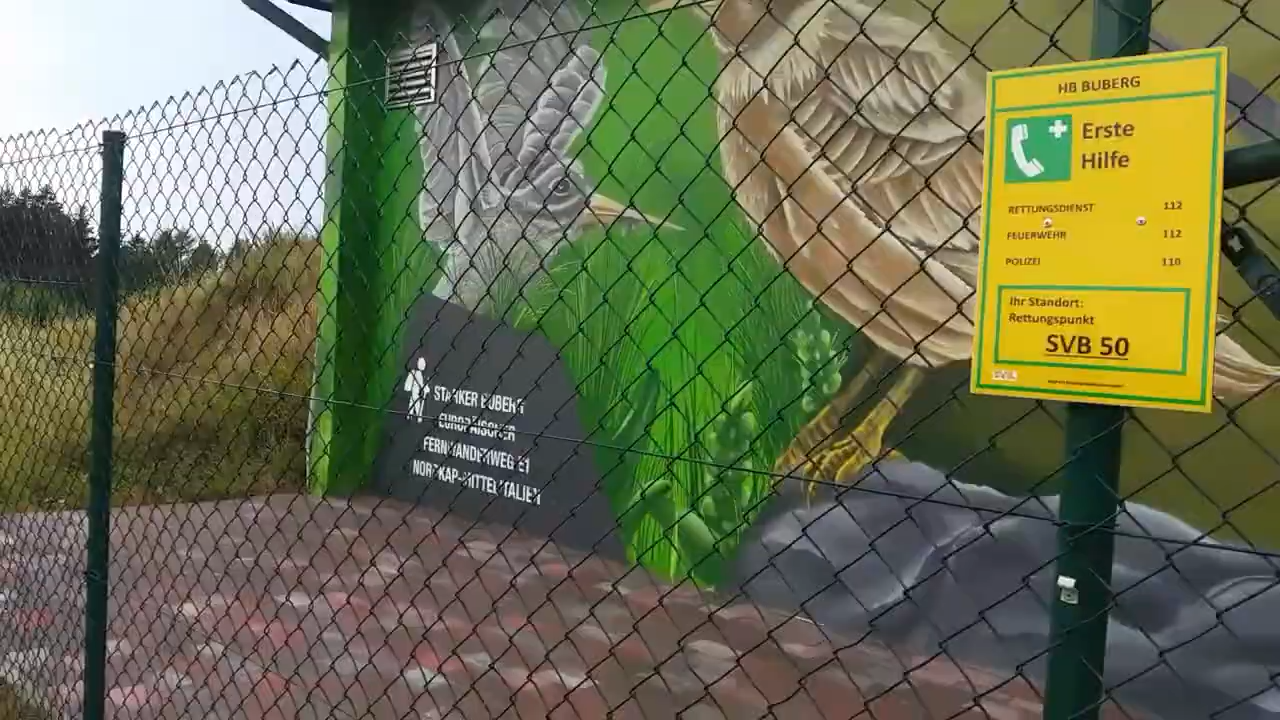 HB BUBERG
Erste
Hilfe
RETTUNGSDIENST 112
FEUERWEHR 112
POLIZEI 110
Ihr Standort:
Rettungspunkt
SVB 50
STARKER BUBERG
EUROPÄISCHER
FERNWANDERWEG E1
NORDKAP-MITTELITALIEN